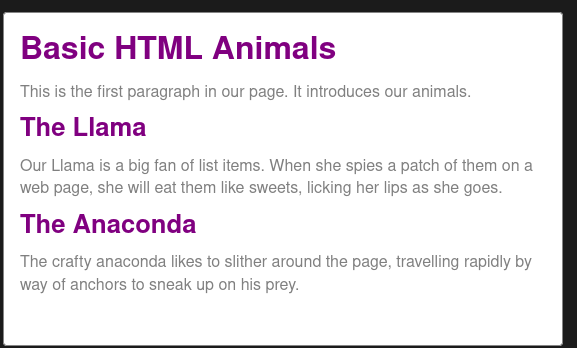 Basic HTML Animals
This is the first paragraph in our page. It introduces our animals.
The Llama
Our Llama is a big fan of list items. When she spies a patch of them on a
web page, she will eat them like sweets, licking her lips as she goes.
The Anaconda
The crafty anaconda likes to slither around the page, travelling rapidly by
way of anchors to sneak up on his prey.